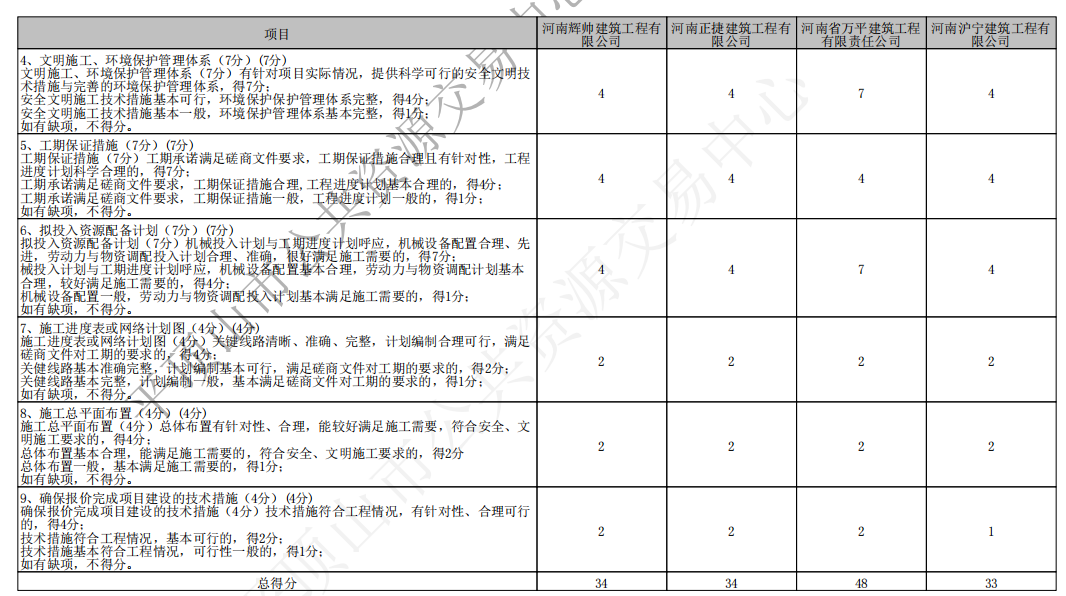 项目
河南辉帅建筑工程有
限公司
河南正捷建筑工程有
限公司
河南省万平建筑工程
有限责任公司
河南沪宁建筑工程有
限公司
4、文明施工、环境保护管理体系（7分）(7分)
文明施工、环境保护管理体系（7分）有针对项目实际情况，提供科学可行的安全文明技
术措施与完善的环境保护管理体系，得7分；
安全文明施工技术措施基本可行，环境保护保护管理体系完整，得4分；
安全文明施工技术措施基本一般，环境保护管理体系基本完整，得1分；
如有缺项，不得分。
4
4
7
4
5、工期保证措施（7分）(7分)
工期保证措施（7分）工期承诺满足磋商文件要求，工期保证措施合理且有针对性，工程
进度计划科学合理的，得7分；
工期承诺满足磋商文件要求，工期保证措施合理,工程进度计划基本合理的，得4分；
工期承诺满足磋商文件要求，工期保证措施一般，工程进度计划一般的，得1分；
如有缺项，不得分。
4
4
4
4
6、拟投入资源配备计划（7分）(7分)
拟投入资源配备计划（7分）机械投入计划与工期进度计划呼应，机械设备配置合理、先
进，劳动力与物资调配投入计划合理、准确，很好满足施工需要的，得7分；
械投入计划与工期进度计划呼应，机械设备配置基本合理，劳动力与物资调配计划基本
合理，较好满足施工需要的，得4分；
机械设备配置一般，劳动力与物资调配投入计划基本满足施工需要的，得1分；
如有缺项，不得分。
4
4
7
4
7、施工进度表或网络计划图（4分）(4分)
施工进度表或网络计划图（4分）关键线路清晰、准确、完整，计划编制合理可行，满足
磋商文件对工期的要求的，得4分；
关健线路基本准确完整，计划编制基本可行，满足磋商文件对工期的要求的，得2分；
关健线路基本完整，计划编制一般，基本满足磋商文件对工期的要求的，得1分；
如有缺项，不得分。
2
2
2
2
8、施工总平面布置（4分）(4分)
施工总平面布置（4分）总体布置有针对性、合理，能较好满足施工需要，符合安全、文
明施工要求的，得4分；
总体布置基本合理，能满足施工需要的，符合安全、文明施工要求的，得2分
总体布置一般，基本满足施工需要的，得1分；
如有缺项，不得分。
2
2
2
2
9、确保报价完成项目建设的技术措施（4分）(4分)
确保报价完成项目建设的技术措施（4分）技术措施符合工程情况，有针对性、合理可行
的，得4分；
技术措施符合工程情况，基本可行的，得2分；
技术措施基本符合工程情况，可行性一般的，得1分；
如有缺项，不得分。
2
2
2
1
总得分
34
34
48
33
平顶山市公共资源交易中心
平顶山市公共资源交易中心